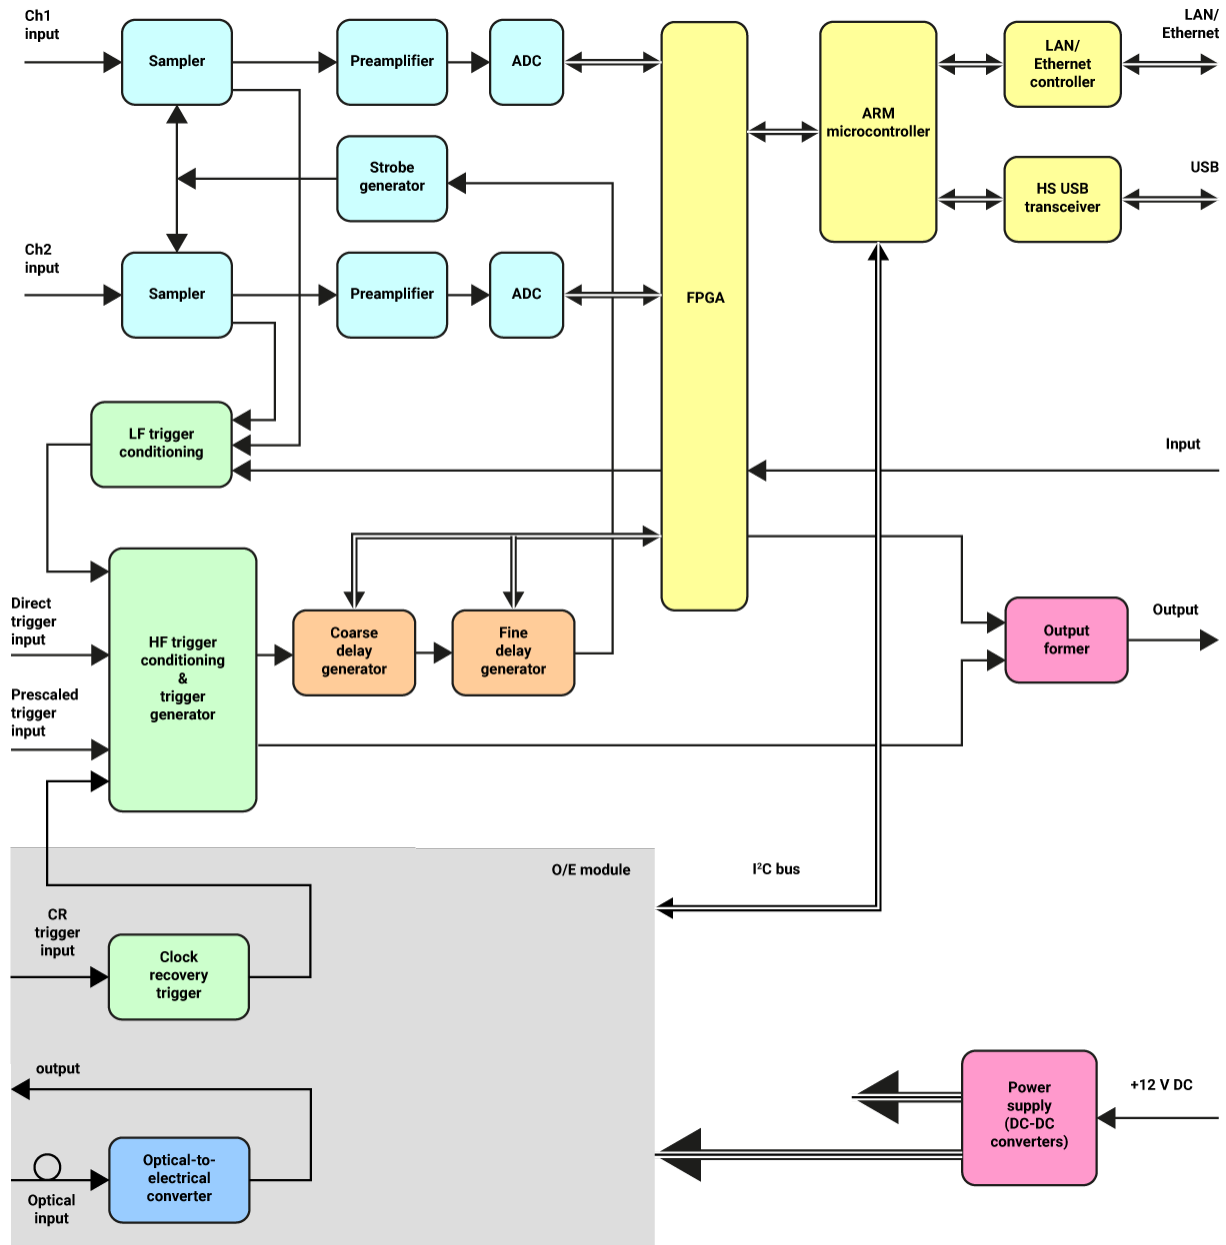 Ch1
input
Sampler
Preamplifier
ADC
FPGA
ARM
microcontroller
LAN/
Ethernet
controller
LAN/
Ethernet
Strobe
generator
HS USB
transceiver
USB
Ch2
input
Sampler
Preamplifier
ADC
LF trigger
conditioning
Input
Direct
trigger
input
Prescaled
trigger
input
HF trigger
conditioning
&
trigger
generator
Coarse
delay
generator
Fine
delay
generator
Output
former
Output
O/E module
I²C bus
CR
trigger
input
Clock
recovery
trigger
output
Optical-to-
electrical
converter
Optical
input
Power
supply
(DC-DC
converters)
+12 V DC